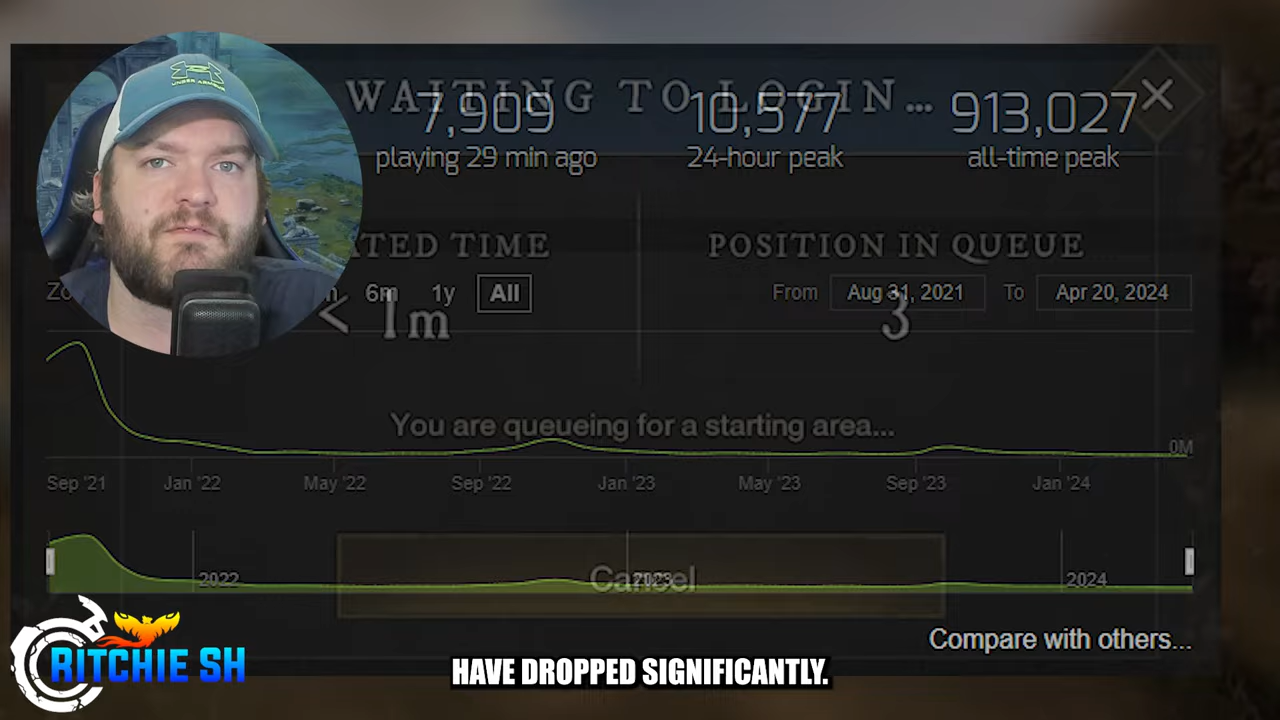 WAITING TO LOGIN...
7,909
10,577
913,027
playing 29 min ago
24-hour peak
all-time peak
ATED TIME
POSITION IN QUEUE
Zo
6m
1y
All
From
Aug 31, 2021
To
Apr 20, 2024
< 1m
3
You are queueing for a starting area...
0M
Sep '21
Jan '22
May '22
Sep '22
Jan '23
May '23
Sep '23
Jan '24
2022
2023
2024
Cancel
Compare with others...
RITCHIE SH
HAVE DROPPED SIGNIFICANTLY.
UNDER ARMOUR